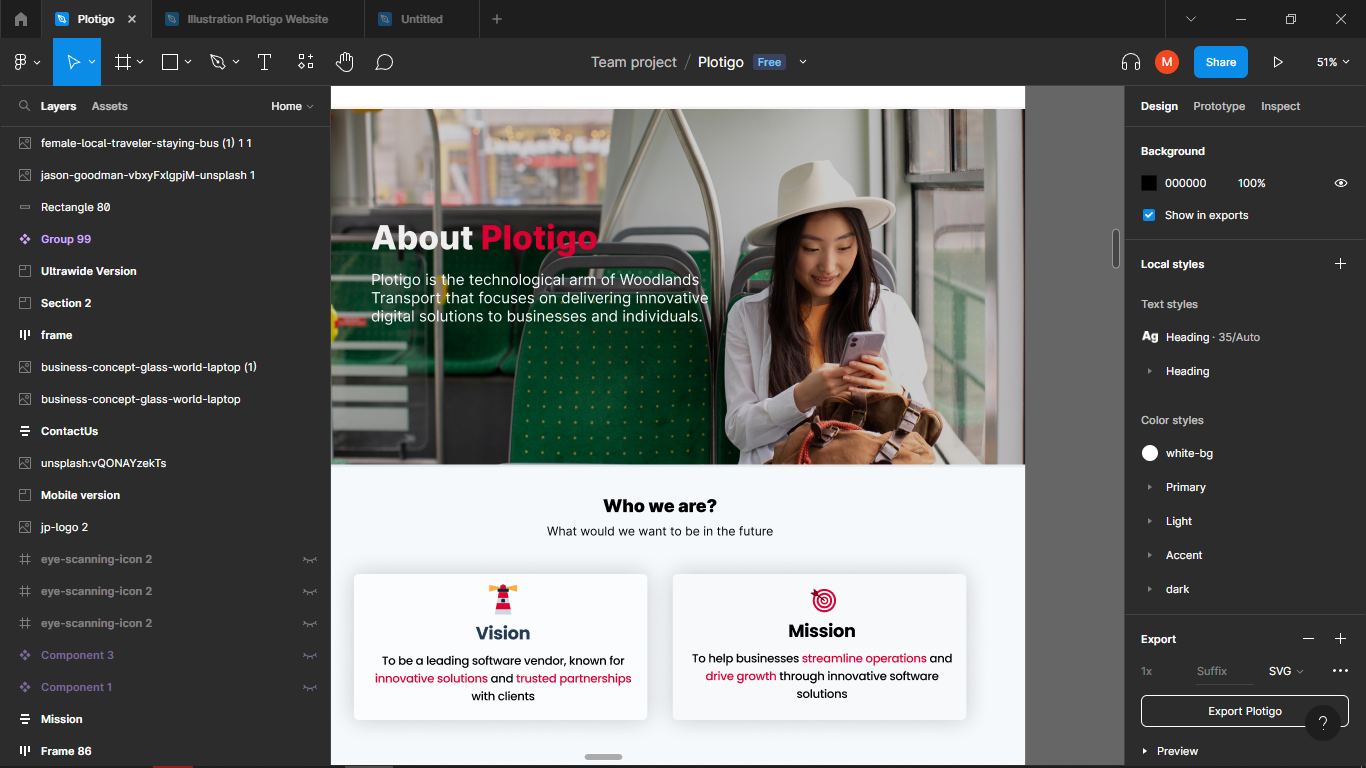 Plotigo
Illustration Plotigo Website
Untitled
Team project / Plotigo Free
M
Share
51%
Layers
Assets
Home
female-local-traveler-staying-bus (1) 1 1
jason-goodman-vbxyFxlgpjM-unsplash 1
Rectangle 80
Group 99
Ultrawide Version
Section 2
frame
business-concept-glass-world-laptop (1)
business-concept-glass-world-laptop
ContactUs
unsplash:vQONAYzekTs
Mobile version
jp-logo 2
eye-scanning-icon 2
eye-scanning-icon 2
eye-scanning-icon 2
Component 3
Component 1
Mission
Frame 86
About Plotigo
Plotigo is the technological arm of Woodlands
Transport that focuses on delivering innovative
digital solutions to businesses and individuals.
Who we are?
What would we want to be in the future
Vision
To be a leading software vendor, known for
innovative solutions and trusted partnerships
with clients
Mission
To help businesses streamline operations and
drive growth through innovative software
solutions
Design
Prototype
Inspect
Background
000000
100%
Show in exports
Local styles
Text styles
Ag Heading · 35/Auto
Heading
Color styles
white-bg
Primary
Light
Accent
dark
Export
1x
Suffix
SVG
Export Plotigo
?
Preview